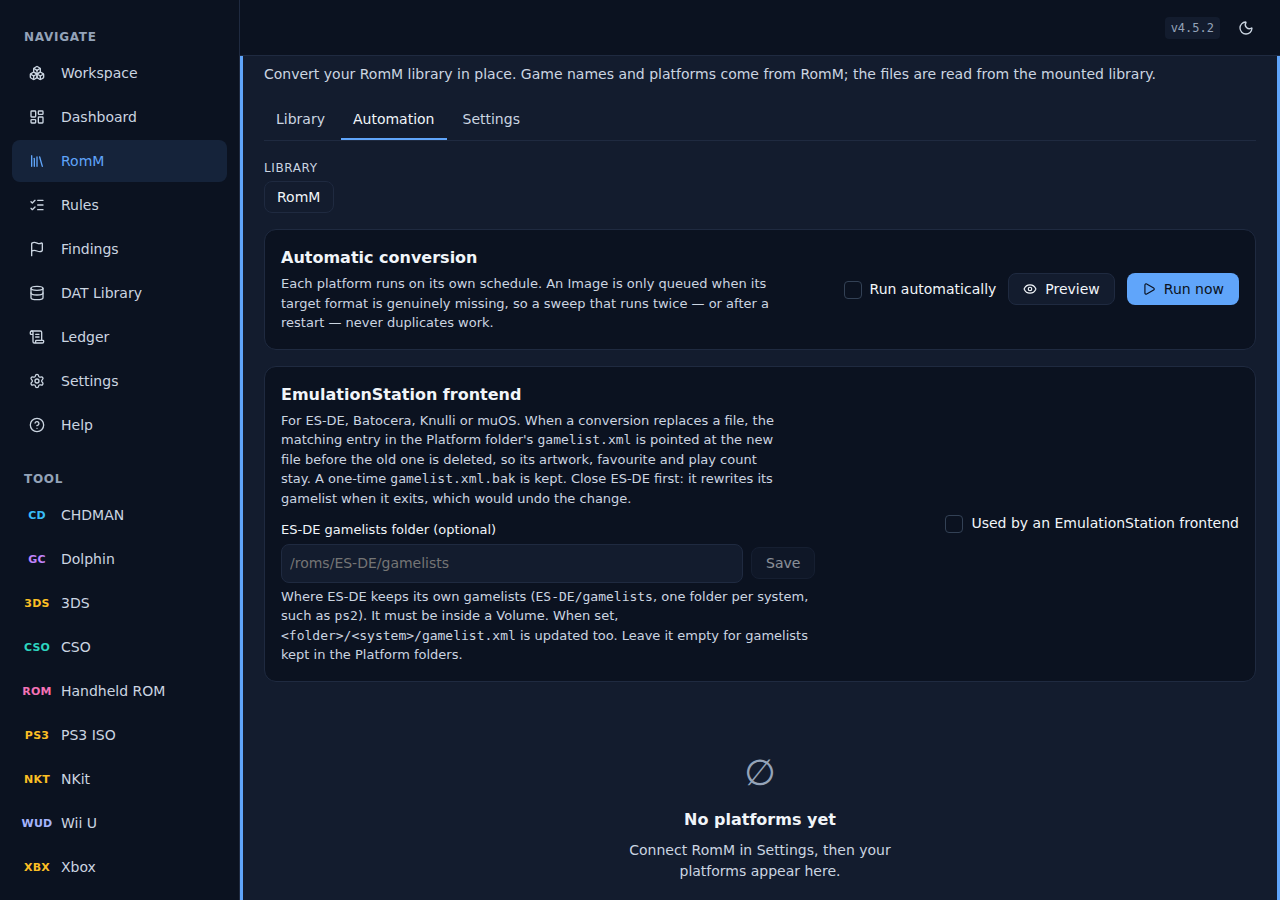 NAVIGATE
Workspace
Dashboard
RomM
Rules
Findings
DAT Library
Ledger
Settings
Help
TOOL
CD CHDMAN
GC Dolphin
3DS 3DS
CSO CSO
ROM Handheld ROM
PS3 PS3 ISO
NKT NKit
WUD Wii U
XBX Xbox
v4.5.2
Convert your RomM library in place. Game names and platforms come from RomM; the files are read from the mounted library.
Library Automation Settings
LIBRARY
RomM
Automatic conversion
Each platform runs on its own schedule. An Image is only queued when its
target format is genuinely missing, so a sweep that runs twice — or after a
restart — never duplicates work.
Run automatically Preview Run now
EmulationStation frontend
For ES-DE, Batocera, Knulli or muOS. When a conversion replaces a file, the
matching entry in the Platform folder's gamelist.xml is pointed at the new
file before the old one is deleted, so its artwork, favourite and play count
stay. A one-time gamelist.xml.bak is kept. Close ES-DE first: it rewrites its
gamelist when it exits, which would undo the change.
ES-DE gamelists folder (optional)
/roms/ES-DE/gamelists Save
Where ES-DE keeps its own gamelists (ES-DE/gamelists, one folder per system,
such as ps2). It must be inside a Volume. When set,
<folder>/<system>/gamelist.xml is updated too. Leave it empty for gamelists
kept in the Platform folders.
Used by an EmulationStation frontend
∅
No platforms yet
Connect RomM in Settings, then your
platforms appear here.